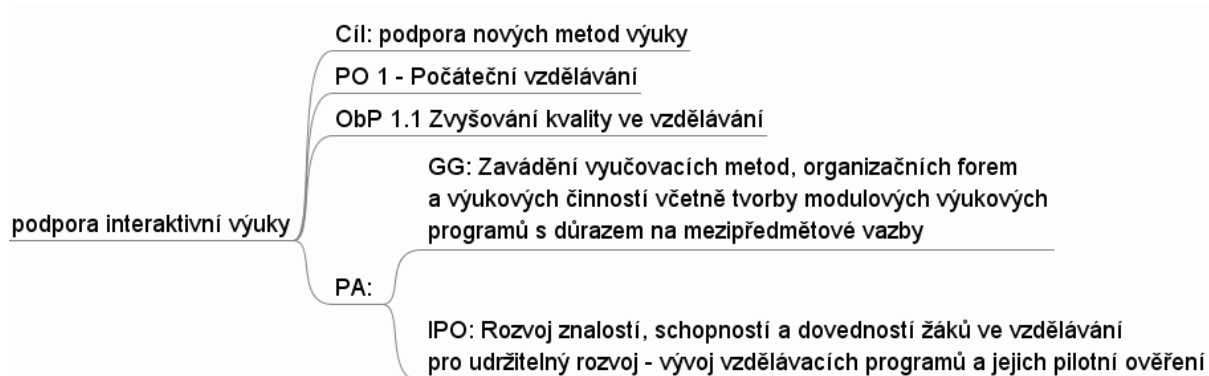 Cíl: podpora nových metod výuky
PO 1 - Počáteční vzdělávání
ObP 1.1 Zvyšování kvality ve vzdělávání
GG: Zavádění vyučovacích metod, organizačních forem
a výukových činností včetně tvorby modulových výukových
programů s důrazem na mezipředmětové vazby
podpora interaktivní výuky
PA:
IPO: Rozvoj znalostí, schopností a dovedností žáků ve vzdělávání
pro udržitelný rozvoj - vývoj vzdělávacích programů a jejich pilotní ověření